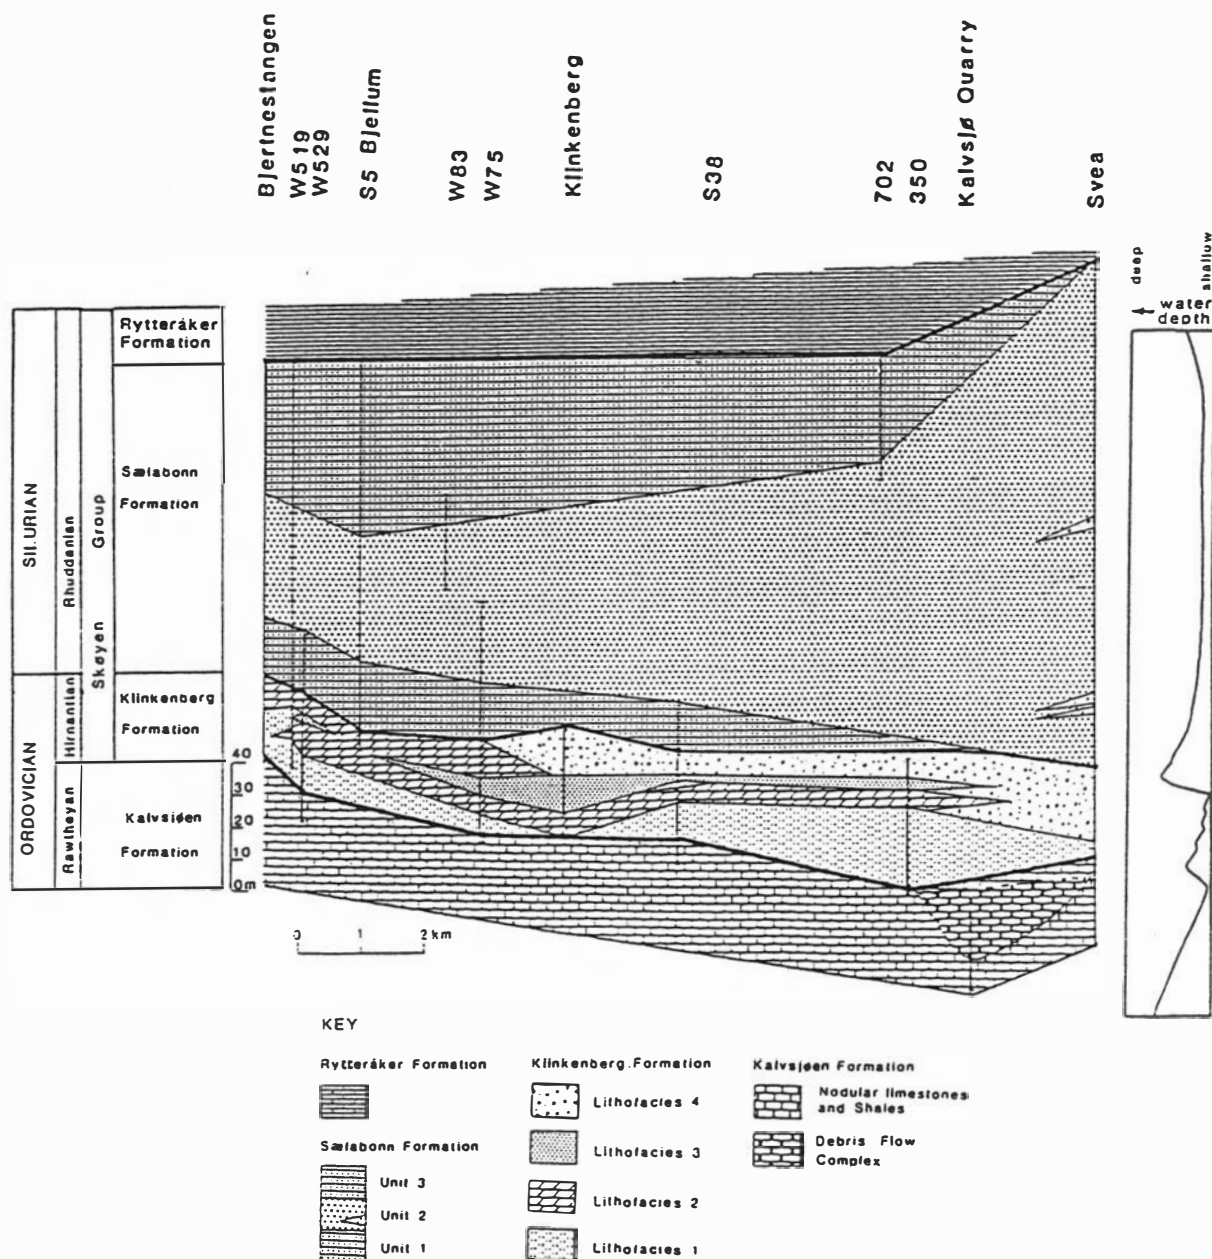 Bjertnestangen
W519
W529
S5 Bjellum
W83
W75
Klinkenberg
S38
702
350
Kalvsjø Quarry
Svea
deep
shallow
water
depth
SILURIAN
ORDOVICIAN
Rhuddanian
Hirnantian
Rawtheyan
Skøyen Group
Rytteråker
Formation
Sælabonn
Formation
Klinkenberg
Formation
Kalvsjøen
Formation
40
30
20
10
0m
0 1 2 km
KEY
Rytteråker Formation
Sælabonn Formation
Unit 3
Unit 2
Unit 1
Klinkenberg.Formation
Lithofacies 4
Lithofacies 3
Lithofacies 2
Lithofacies 1
Kalvsjøen Formation
Nodular limestones
and Shales
Debris Flow
Complex